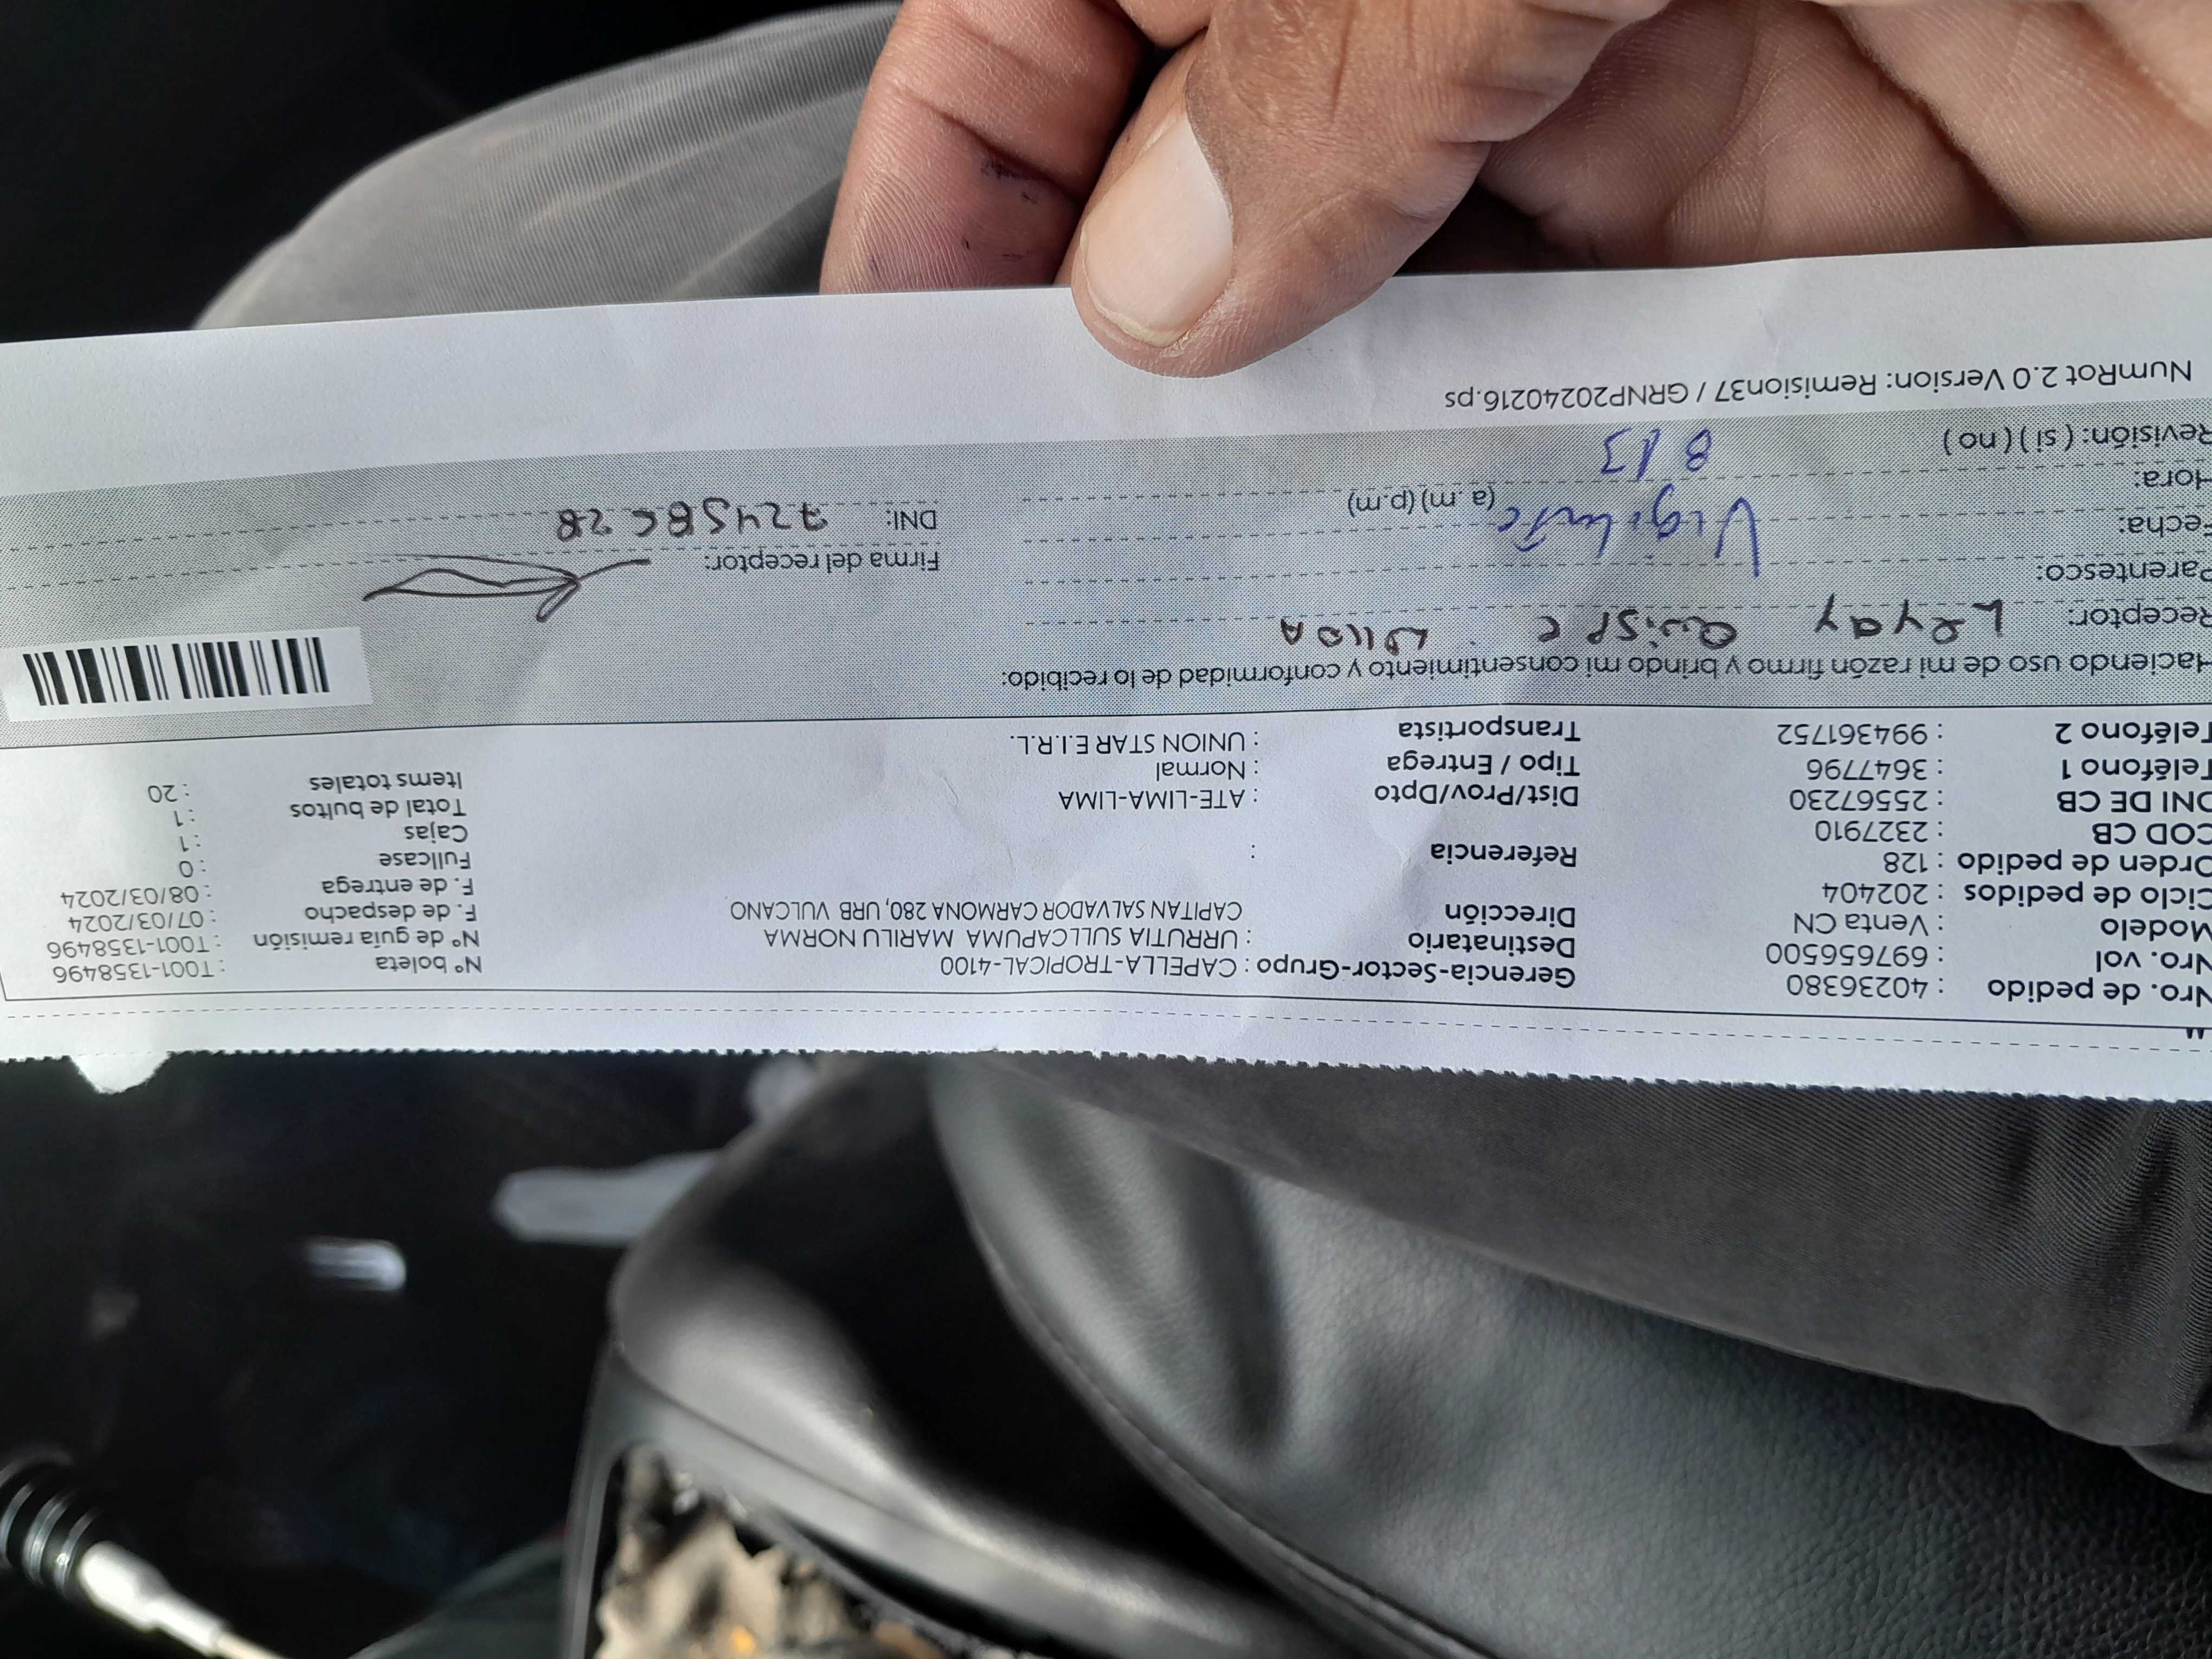 Nro. de pedido : 40236380
Nro. vol : 697656500
Modelo : Venta CN
Ciclo de pedidos : 202404
Orden de pedido : 128
COD CB : 2327910
DNI DE CB : 25567230
Teléfono 1 : 3647796
Teléfono 2 : 994361752
Gerencia-Sector-Grupo : CAPELLA-TROPICAL-4100
Destinatario : URRUTIA SULLCAPUMA MARILU NORMA
Dirección CAPITAN SALVADOR CARMONA 280, URB VULCANO
Referencia :
Dist/Prov/Dpto : ATE-LIMA-LIMA
Tipo / Entrega : Normal
Transportista : UNION STAR E.I.R.L.
Nº boleta : T001-1358496
Nº de guía remisión : T001-1358496
F. de despacho : 07/03/2024
F. de entrega : 08/03/2024
Fullcase : 0
Cajas : 1
Total de bultos : 1
Items totales : 20
Haciendo uso de mi razón firmo y brindo mi consentimiento y conformidad de lo recibido:
Receptor: Quispe
Parentesco:
Fecha: Vigilante
Hora: (a. m) (p.m)
Revisión: ( si ) ( no ) 8/3
Firma del receptor:
DNI:
NumRot 2.0 Version: Remision37 / GRNP20240216.ps